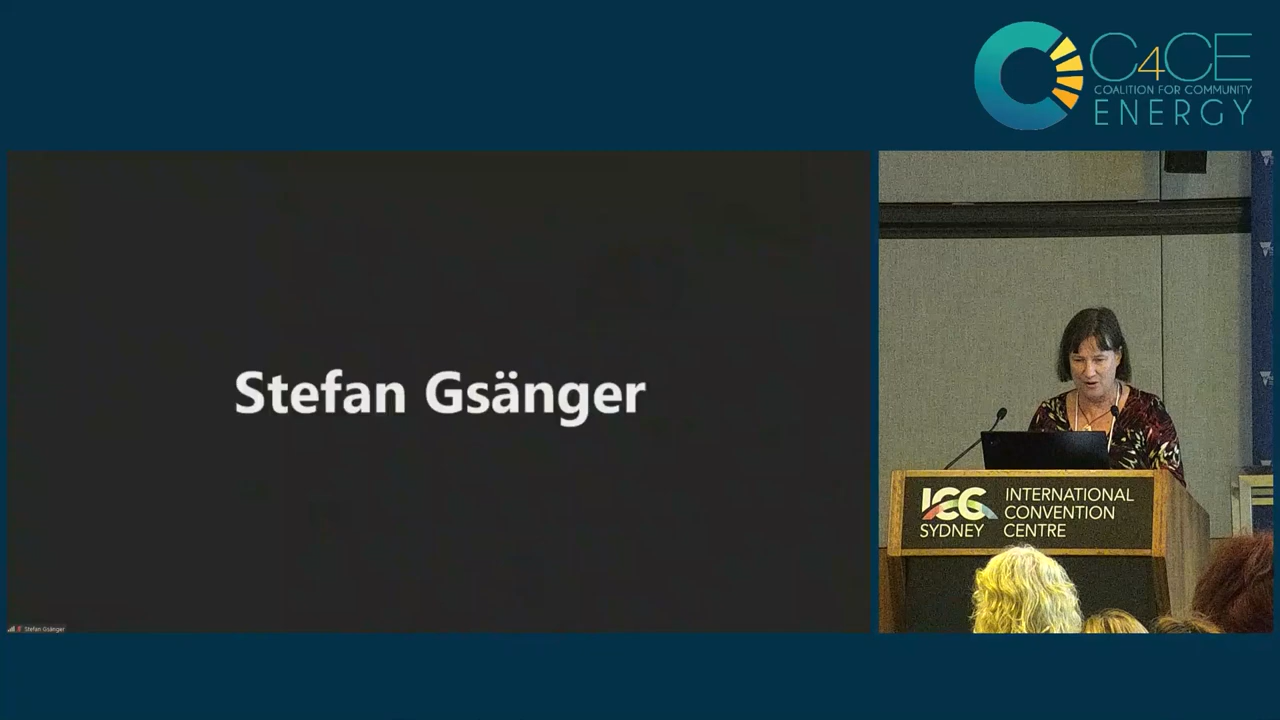 C4CE
COALITION FOR COMMUNITY
ENERGY
Stefan Gsänger
ICC
SYDNEY
INTERNATIONAL
CONVENTION
CENTRE
Stefan Gsänger